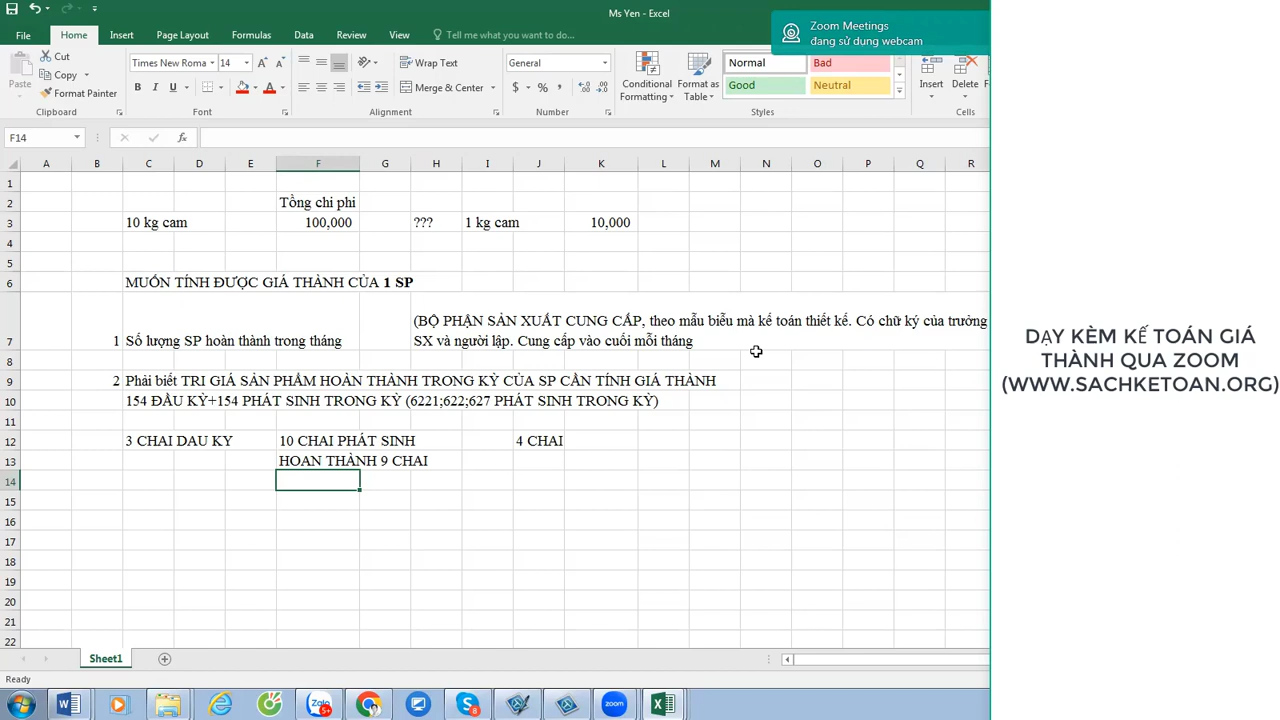 Ms Yen - Excel
Zoom Meetings
đang sử dụng webcam
File Home Insert Page Layout Formulas Data Review View Tell me what you want to do...
Cut
Copy
Format Painter
Paste
Times New Roma 14
B I U
Wrap Text
Merge & Center
General
$ % ,
Conditional Formatting
Format as Table
Normal Bad
Good Neutral
Insert Delete
Clipboard Font Alignment Number Styles Cells
F14
fx
A B C D E F G H I J K L M N O P Q R
1
2 Tồng chi phi
3 10 kg cam 100,000 ??? 1 kg cam 10,000
4
5
6 MUỐN TÍNH ĐƯỢC GIÁ THÀNH CỦA 1 SP
7 1 Số lượng SP hoàn thành trong tháng
(BỘ PHẬN SẢN XUẤT CUNG CẤP, theo mẫu biểu mà kế toán thiết kế. Có chữ ký của trưởng
SX và người lập. Cung cấp vào cuối mỗi tháng
8
9 2 Phải biết TRI GIÁ SẢN PHẨM HOÀN THÀNH TRONG KỲ CỦA SP CẦN TÍNH GIÁ THÀNH
10 154 ĐẦU KỲ+154 PHÁT SINH TRONG KỲ (6221;622;627 PHÁT SINH TRONG KỲ)
11
12 3 CHAI DAU KY 10 CHAI PHÁT SINH 4 CHAI
13 HOAN THÀNH 9 CHAI
14
15
16
17
18
19
20
21
22
Sheet1
Ready
DẠY KÈM KẾ TOÁN GIÁ
THÀNH QUA ZOOM
(WWW.SACHKETOAN.ORG)
Zalo
5+
8
zoom